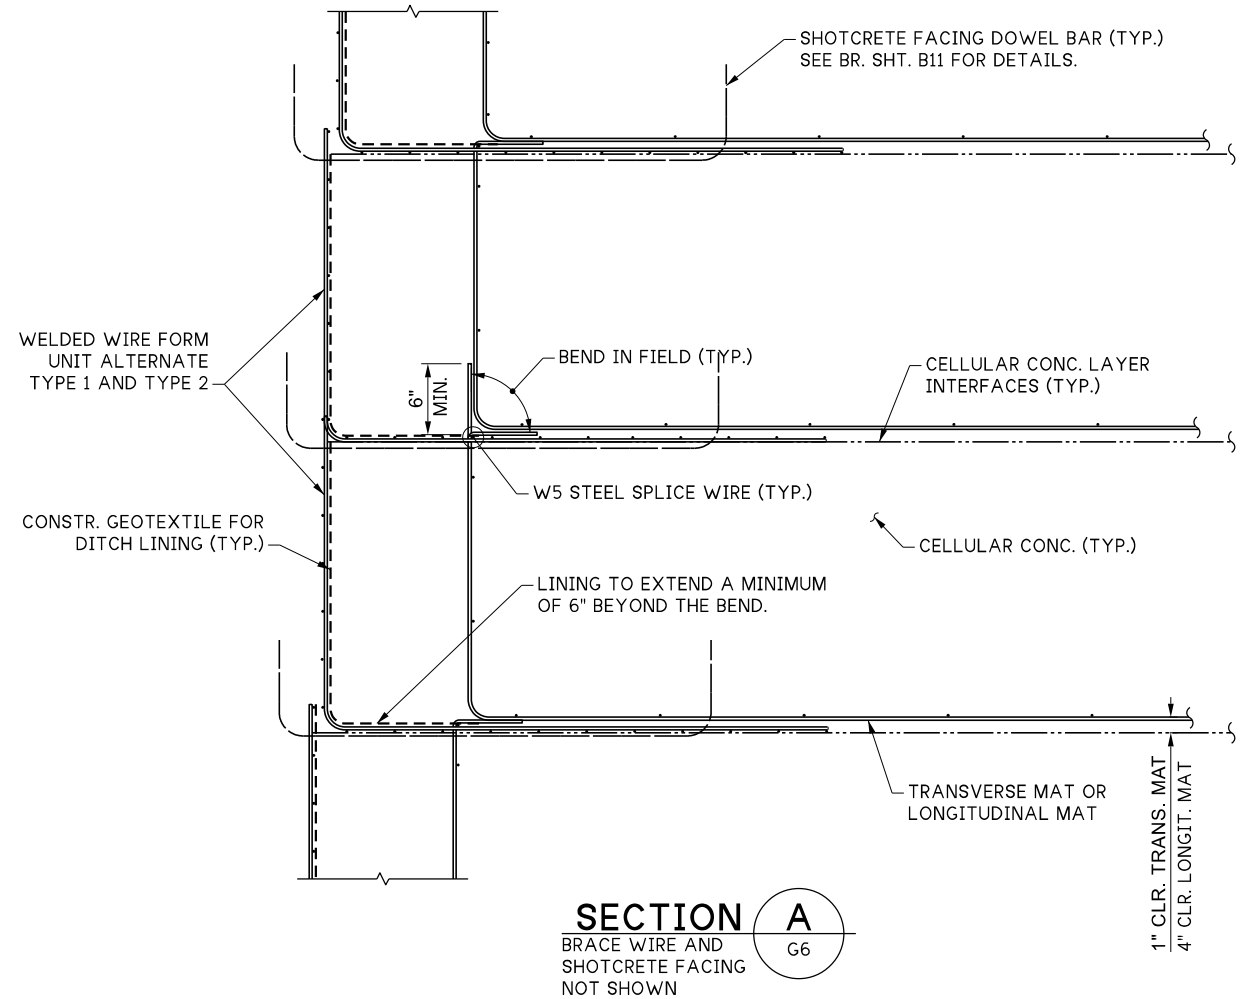 SHOTCRETE FACING DOWEL BAR (TYP.)
SEE BR. SHT. B11 FOR DETAILS.
WELDED WIRE FORM
UNIT ALTERNATE
TYPE 1 AND TYPE 2
6"
MIN.
BEND IN FIELD (TYP.)
CELLULAR CONC. LAYER
INTERFACES (TYP.)
W5 STEEL SPLICE WIRE (TYP.)
CONSTR. GEOTEXTILE FOR
DITCH LINING (TYP.)
CELLULAR CONC. (TYP.)
LINING TO EXTEND A MINIMUM
OF 6" BEYOND THE BEND.
TRANSVERSE MAT OR
LONGITUDINAL MAT
1" CLR. TRANS. MAT
4" CLR. LONGIT. MAT
SECTION A
G6
BRACE WIRE AND
SHOTCRETE FACING
NOT SHOWN